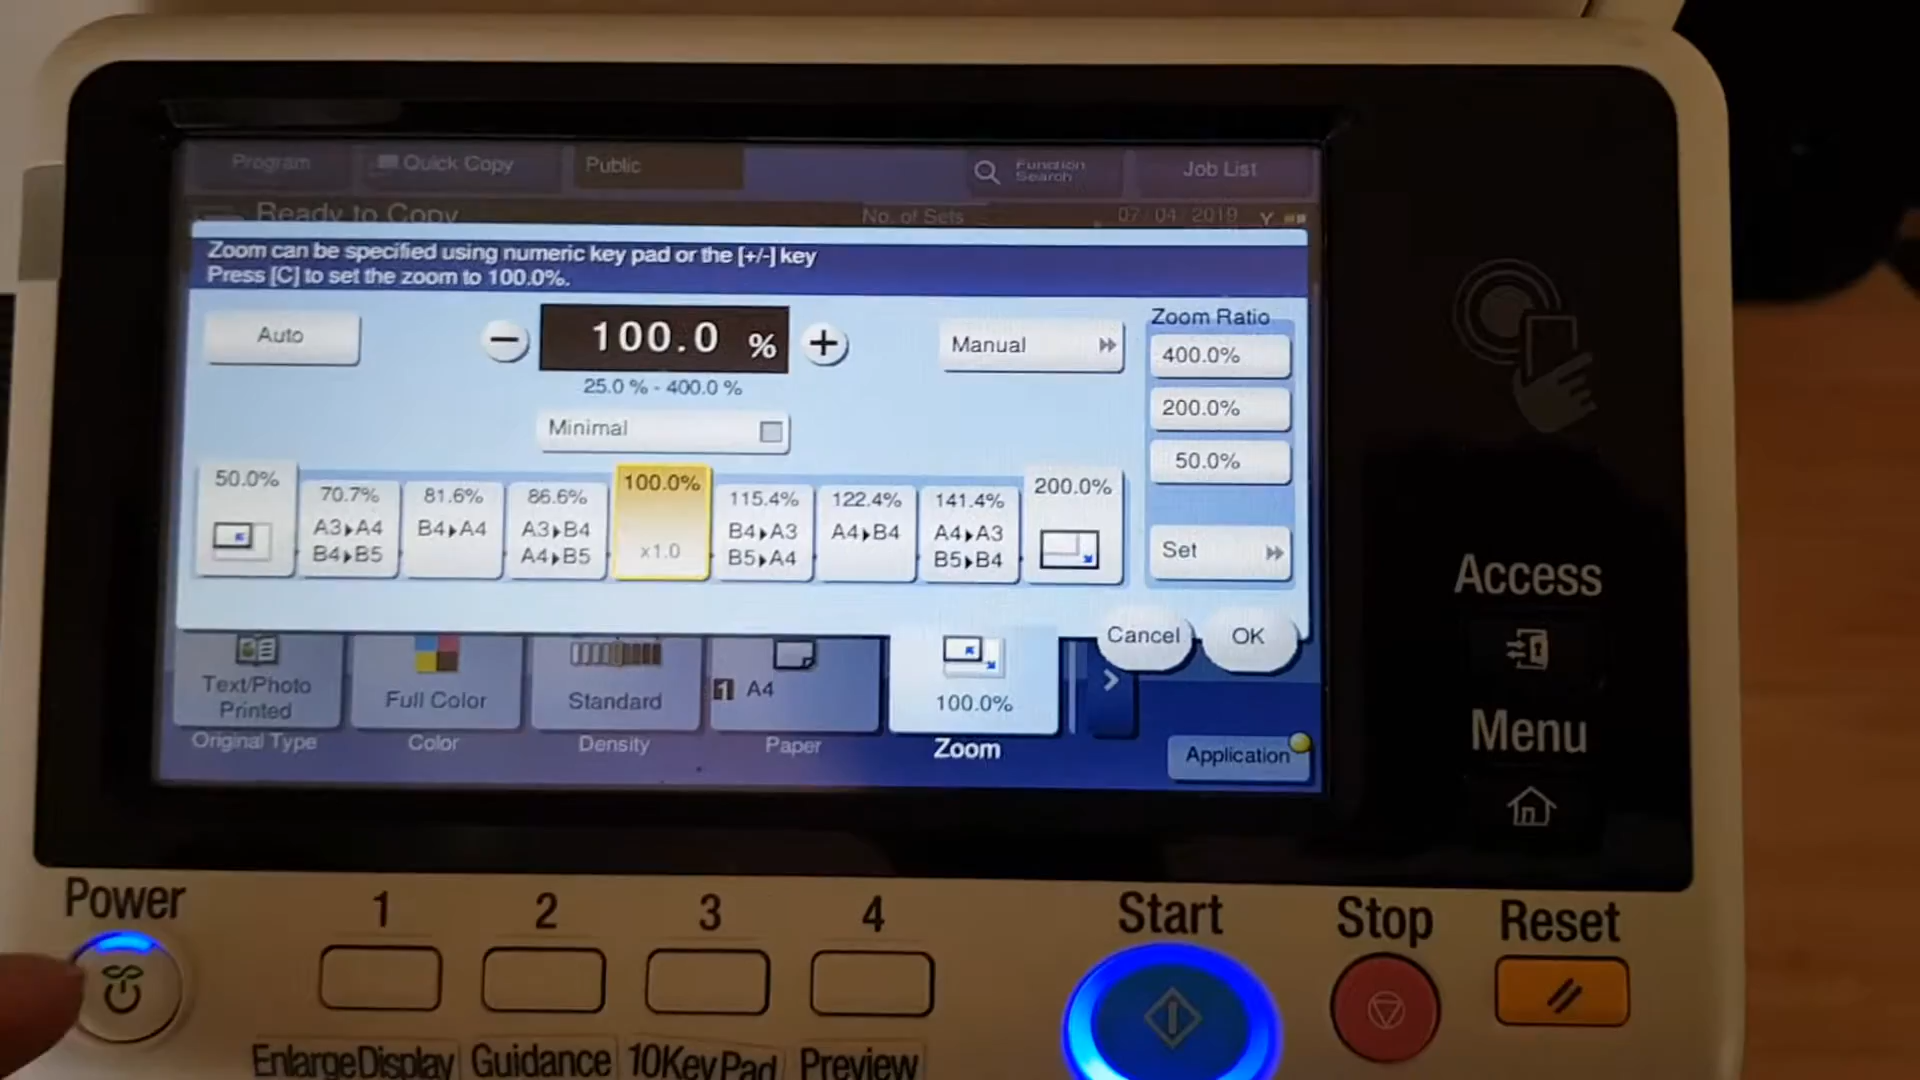 Program
Quick Copy
Public
Function Search
Job List
Ready to Copy
No. of Sets
07/04/2019 Y
Zoom can be specified using numeric key pad or the [+/-] key
Press [C] to set the zoom to 100.0%.
Auto
−
100.0 %
+
25.0 % - 400.0 %
Minimal
Manual
Zoom Ratio
400.0%
200.0%
50.0%
Set
50.0%
70.7%
A3▸A4
B4▸B5
81.6%
B4▸A4
86.6%
A3▸B4
A4▸B5
100.0%
x1.0
115.4%
B4▸A3
B5▸A4
122.4%
A4▸B4
141.4%
A4▸A3
B5▸B4
200.0%
Cancel
OK
Text/Photo
Printed
Original Type
Full Color
Color
Standard
Density
1 A4
Paper
100.0%
Zoom
Application
Access
Menu
Power
1
2
3
4
Start
Stop
Reset
Enlarge Display
Guidance
10 Key Pad
Preview